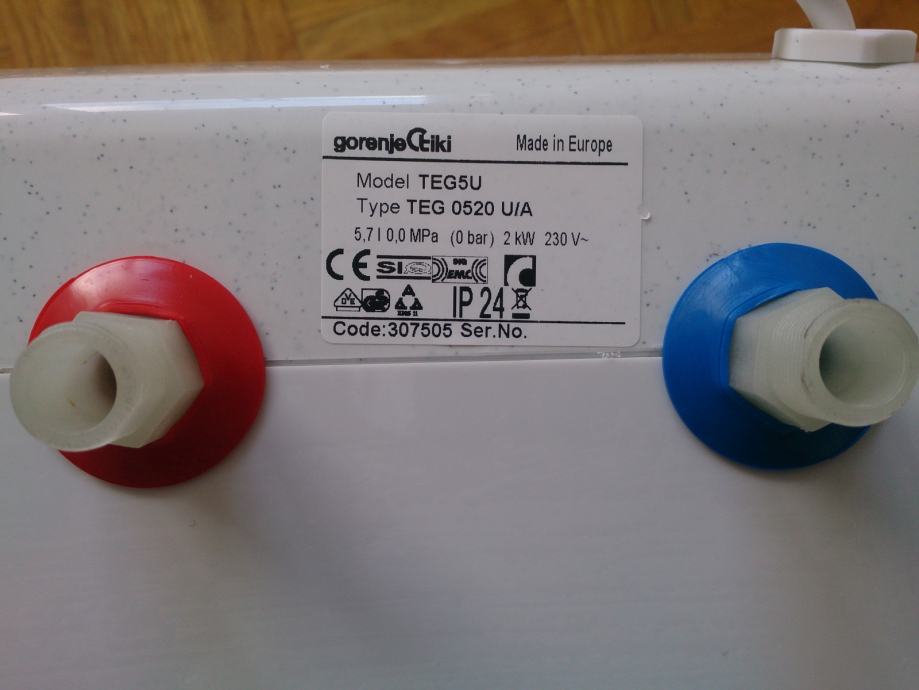 gorenje tiki Made in Europe
Model TEG5U
Type TEG 0520 U/A
5,7 l 0,0 MPa (0 bar) 2 kW 230 V~
CE SI EMC
IP 24
Code:307505 Ser.No.